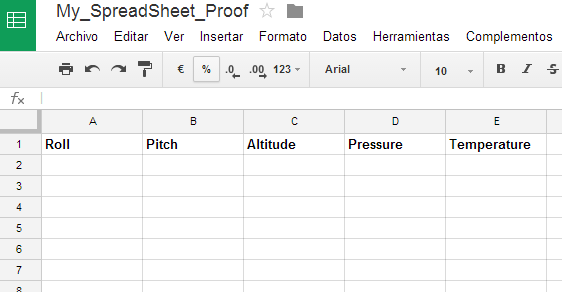 My_SpreadSheet_Proof
Archivo Editar Ver Insertar Formato Datos Herramientas Complementos
€ % .0 .00 123 Arial 10 B I S
fx
A B C D E
1 Roll Pitch Altitude Pressure Temperature
2
3
4
5
6
7
8